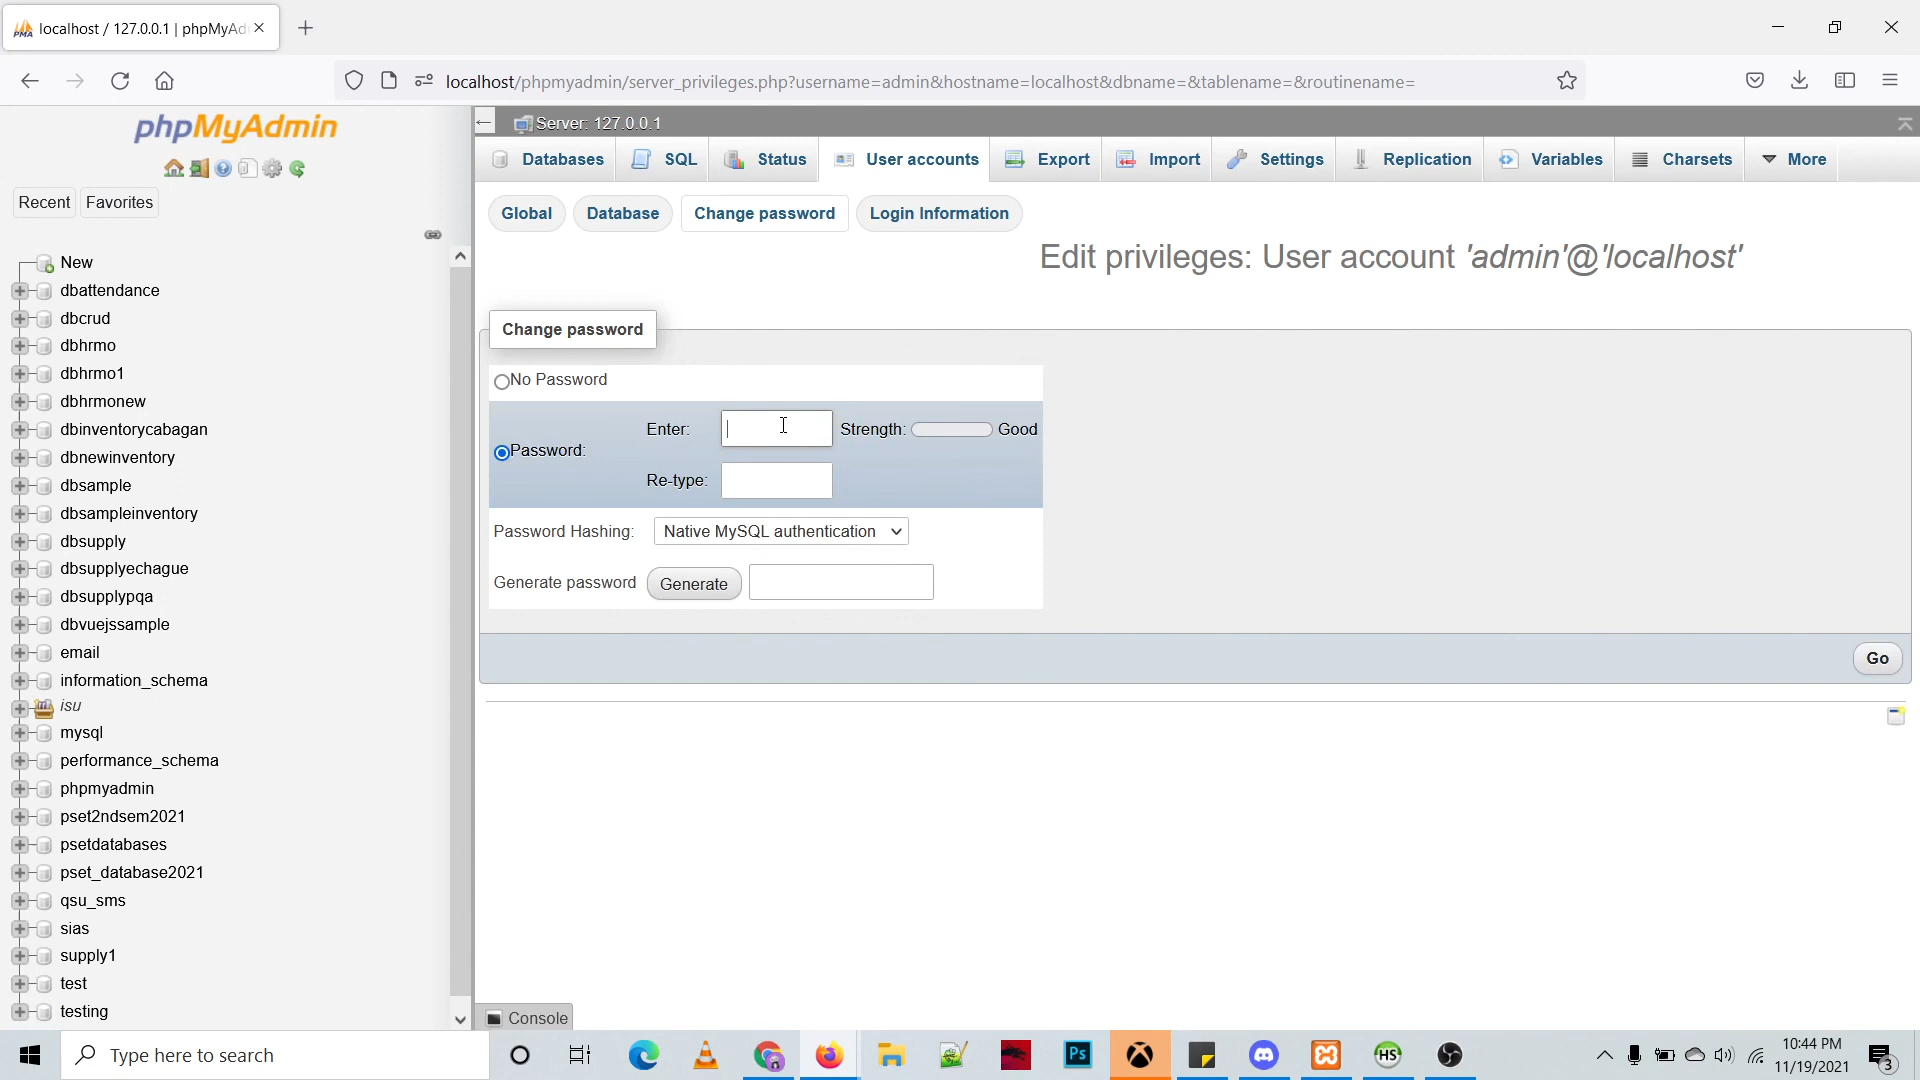 localhost / 127.0.0.1 | phpMyAd
localhost/phpmyadmin/server_privileges.php?username=admin&hostname=localhost&dbname=&tablename=&routinename=
phpMyAdmin
Recent
Favorites
New
dbattendance
dbcrud
dbhrmo
dbhrmo1
dbhrmonew
dbinventorycabagan
dbnewinventory
dbsample
dbsampleinventory
dbsupply
dbsupplyechague
dbsupplypqa
dbvuejssample
email
information_schema
isu
mysql
performance_schema
phpmyadmin
pset2ndsem2021
psetdatabases
pset_database2021
qsu_sms
sias
supply1
test
testing
Server: 127.0.0.1
Databases SQL Status User accounts Export Import Settings Replication Variables Charsets More
Global Database Change password Login Information
Edit privileges: User account 'admin'@'localhost'
Change password
No Password
Password:
Enter: Strength: Good
Re-type:
Password Hashing: Native MySQL authentication
Generate password Generate
Go
Console
Type here to search
10:44 PM
11/19/2021
3